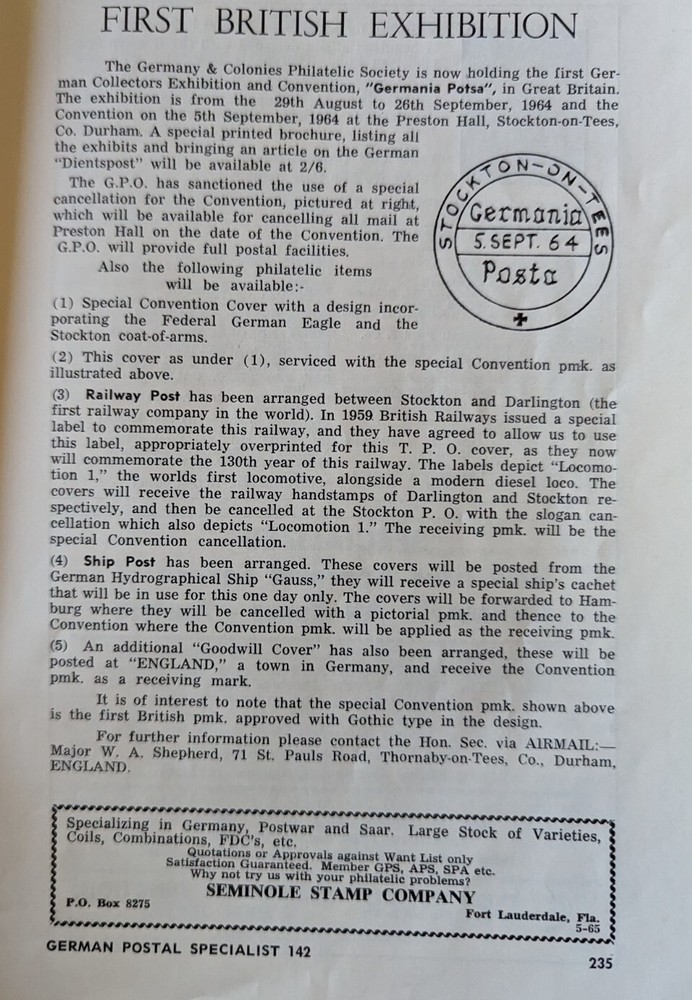 FIRST BRITISH EXHIBITION
The Germany & Colonies Philatelic Society is now holding the first Ger-
man Collectors Exhibition and Convention, "Germania Potsa", in Great Britain.
The exhibition is from the 29th August to 26th September, 1964 and the
Convention on the 5th September, 1964 at the Preston Hall, Stockton-on-Tees,
Co. Durham. A special printed brochure, listing all
the exhibits and bringing an article on the German
"Dientspost" will be available at 2/6.
The G.P.O. has sanctioned the use of a special
cancellation for the Convention, pictured at right,
which will be available for cancelling all mail at
Preston Hall on the date of the Convention. The
G.P.O. will provide full postal facilities.
Also the following philatelic items
will be available:-
(1) Special Convention Cover with a design incor-
porating the Federal German Eagle and the
Stockton coat-of-arms.
STOCKTON-ON-TEES
Germania
5. SEPT. 64
Posta
(2) This cover as under (1), serviced with the special Convention pmk. as
illustrated above.
(3) Railway Post has been arranged between Stockton and Darlington (the
first railway company in the world). In 1959 British Railways issued a special
label to commemorate this railway, and they have agreed to allow us to use
this label, appropriately overprinted for this T. P. O. cover, as they now
will commemorate the 130th year of this railway. The labels depict "Locomo-
tion 1," the worlds first locomotive, alongside a modern diesel loco. The
covers will receive the railway handstamps of Darlington and Stockton re-
spectively, and then be cancelled at the Stockton P. O. with the slogan can-
cellation which also depicts "Locomotion 1." The receiving pmk. will be the
special Convention cancellation.
(4) Ship Post has been arranged. These covers will be posted from the
German Hydrographical Ship "Gauss," they will receive a special ship's cachet
that will be in use for this one day only. The covers will be forwarded to Ham-
burg where they will be cancelled with a pictorial pmk. and thence to the
Convention where the Convention pmk. will be applied as the receiving pmk.
(5) An additional "Goodwill Cover" has also been arranged, these will be
posted at "ENGLAND," a town in Germany, and receive the Convention
pmk. as a receiving mark.
It is of interest to note that the special Convention pmk. shown above
is the first British pmk. approved with Gothic type in the design.
For further information please contact the Hon. Sec. via AIRMAIL:—
Major W. A. Shepherd, 71 St. Pauls Road, Thornaby-on-Tees, Co., Durham,
ENGLAND.
Specializing in Germany, Postwar and Saar. Large Stock of Varieties,
Coils, Combinations, FDC's, etc.
Quotations or Approvals against Want List only
Satisfaction Guaranteed. Member GPS, APS, SPA etc.
Why not try us with your philatelic problems?
SEMINOLE STAMP COMPANY
P.O. Box 8275
Fort Lauderdale, Fla.
5-65
GERMAN POSTAL SPECIALIST 142
235